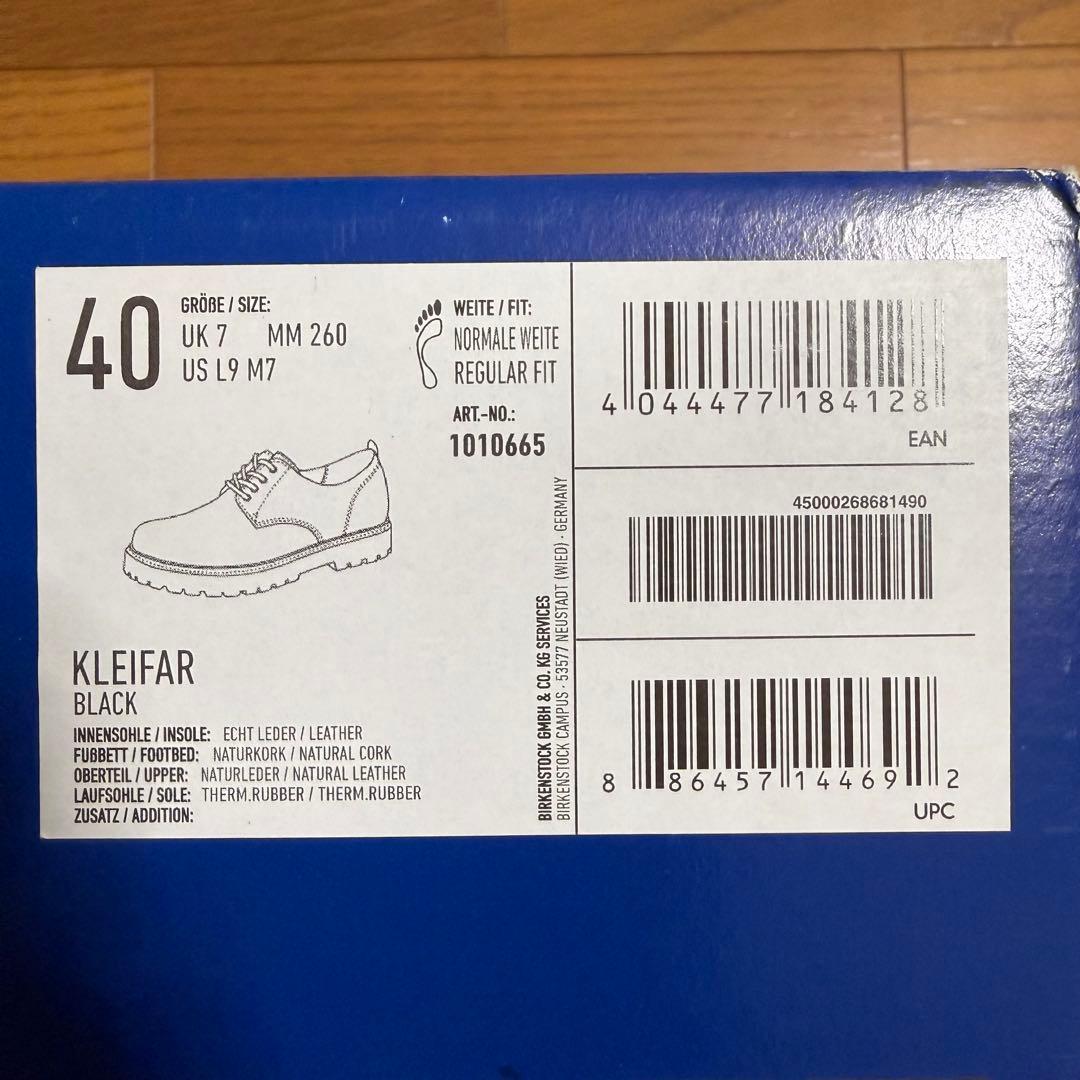 40
GRÖßE / SIZE:
UK 7 MM 260
US L9 M7
WEITE / FIT:
NORMALE WEITE
REGULAR FIT
ART.-NO.:
1010665
KLEIFAR
BLACK
INNENSOHLE / INSOLE: ECHT LEDER / LEATHER
FUßBETT / FOOTBED: NATURKORK / NATURAL CORK
OBERTEIL / UPPER: NATURLEDER / NATURAL LEATHER
LAUFSOHLE / SOLE: THERM.RUBBER / THERM.RUBBER
ZUSATZ / ADDITION:
BIRKENSTOCK GMBH & CO. KG SERVICES
BIRKENSTOCK CAMPUS · 53577 NEUSTADT (WIED) · GERMANY
4 044477 184128
EAN
45000268681490
8 86457 14469 2
UPC